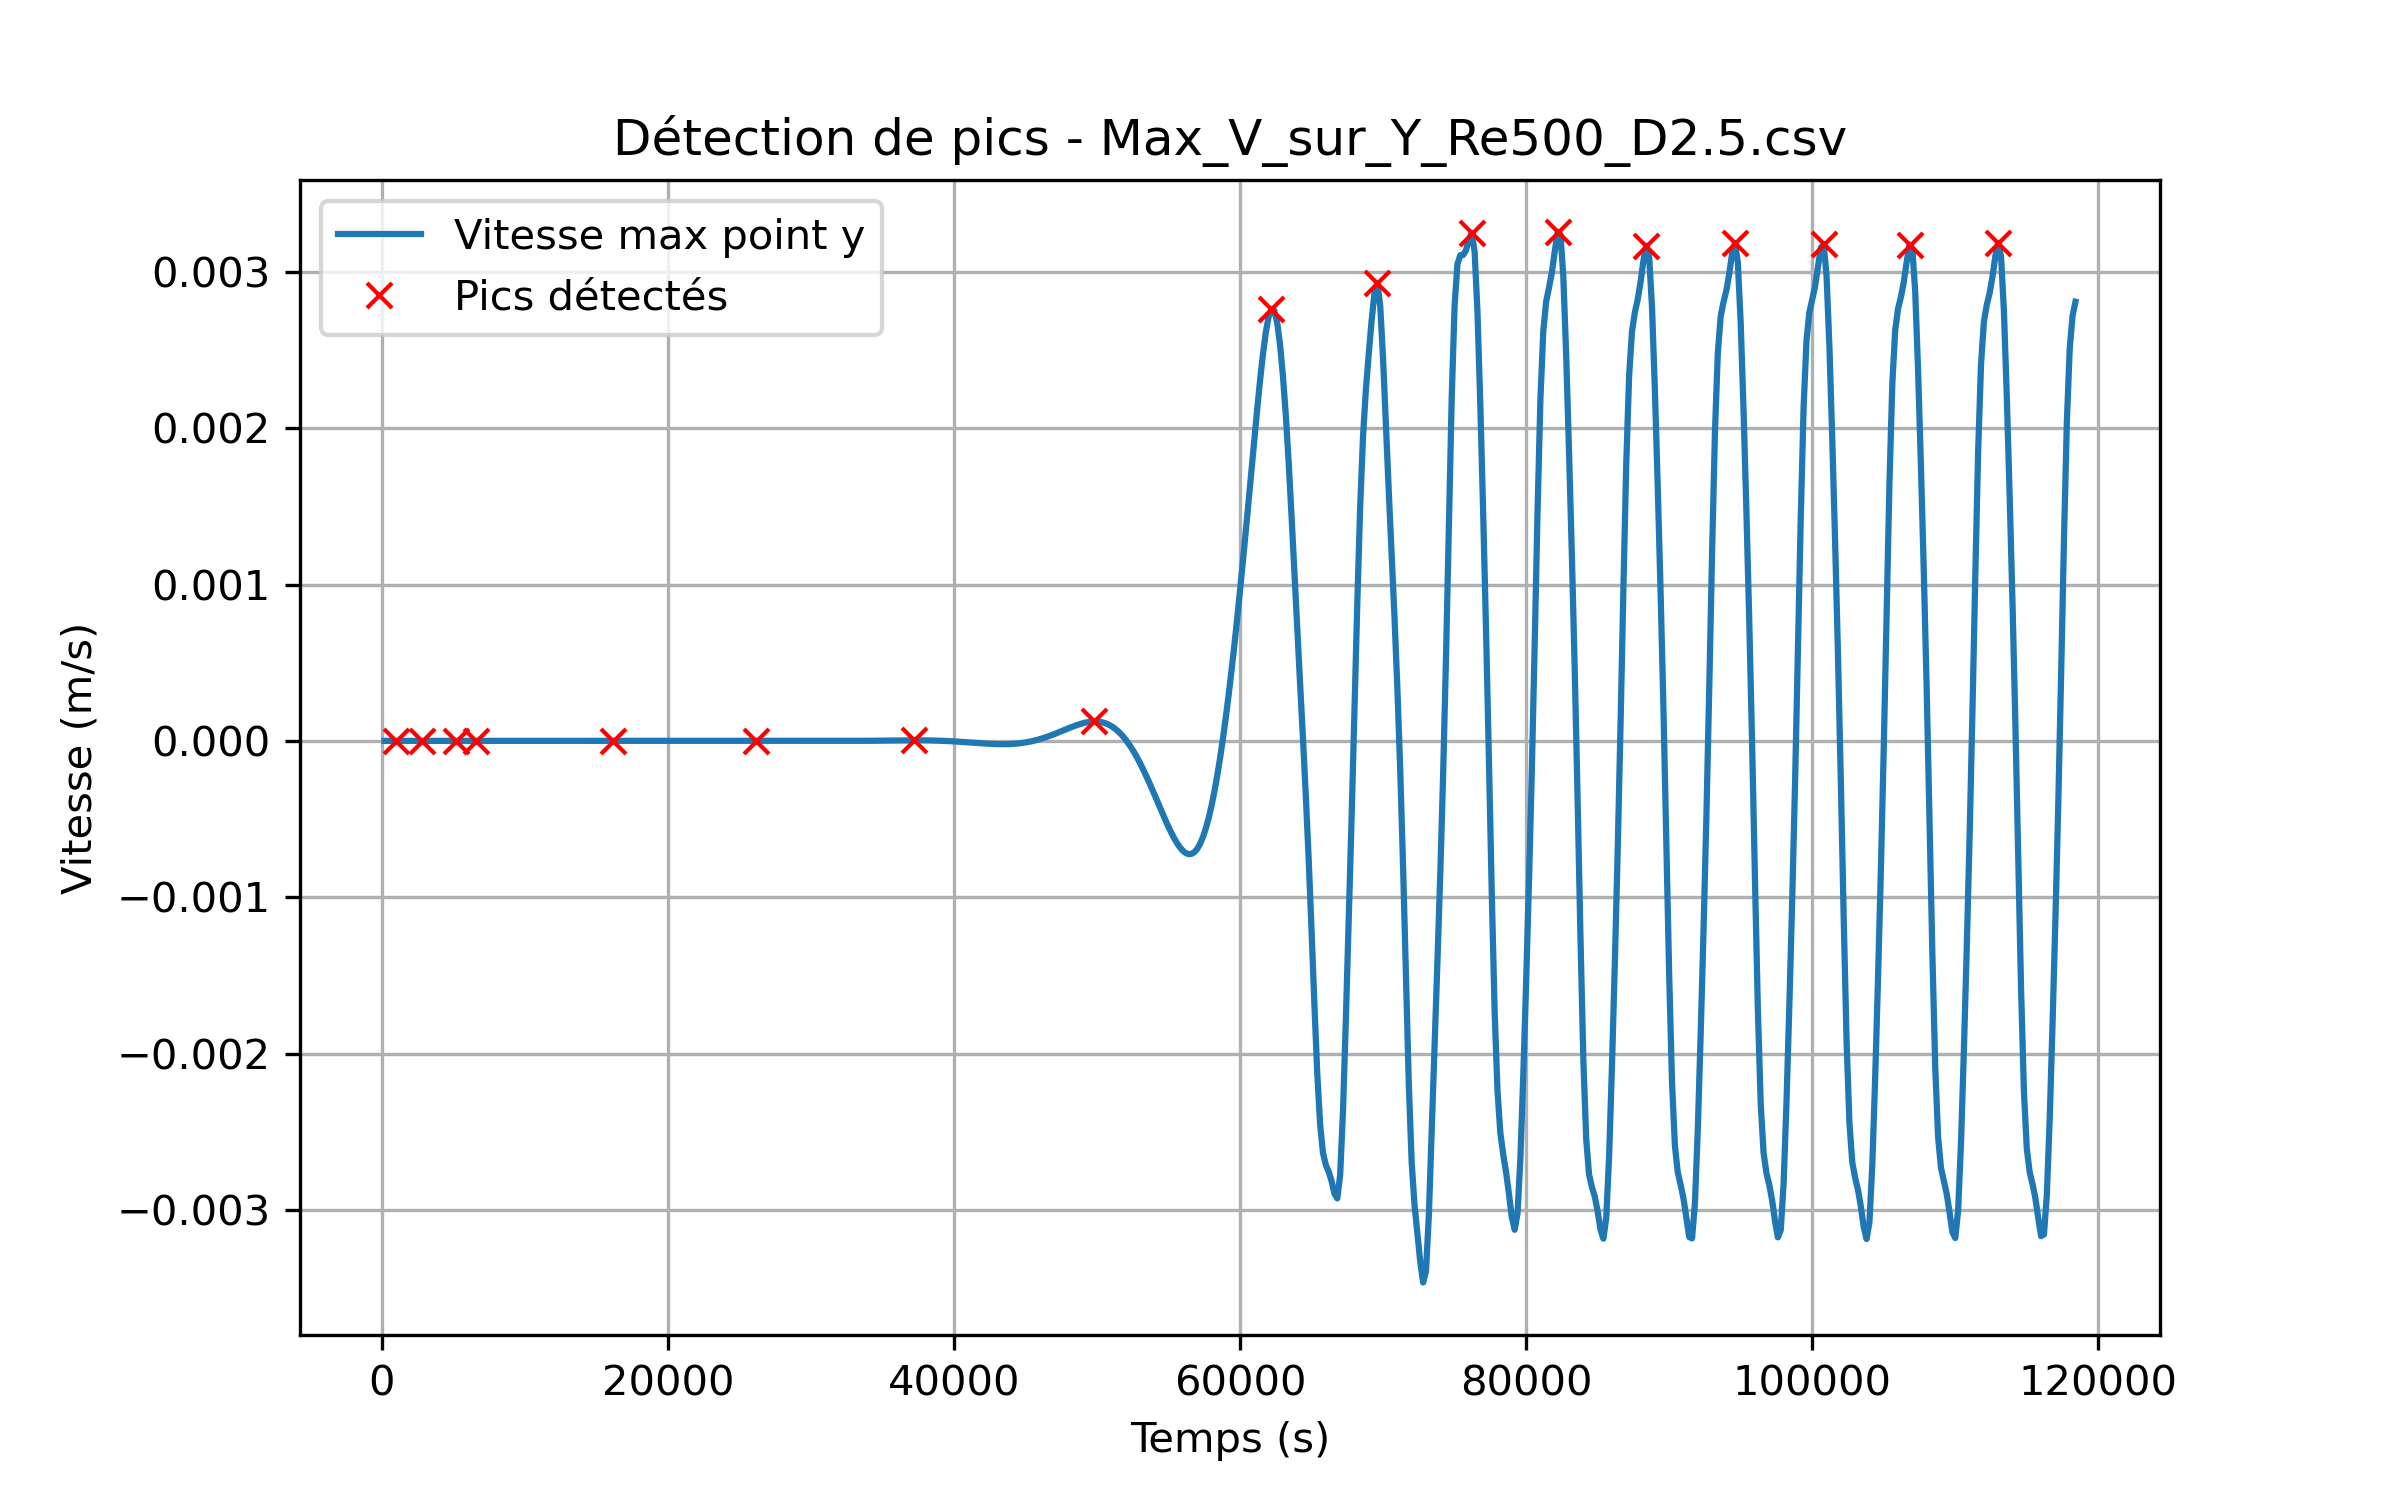 Détection de pics - Max_V_sur_Y_Re500_D2.5.csv
Vitesse max point y
Pics détectés
Vitesse (m/s)
0.003
0.002
0.001
0.000
−0.001
−0.002
−0.003
0
20000
40000
60000
80000
100000
120000
Temps (s)